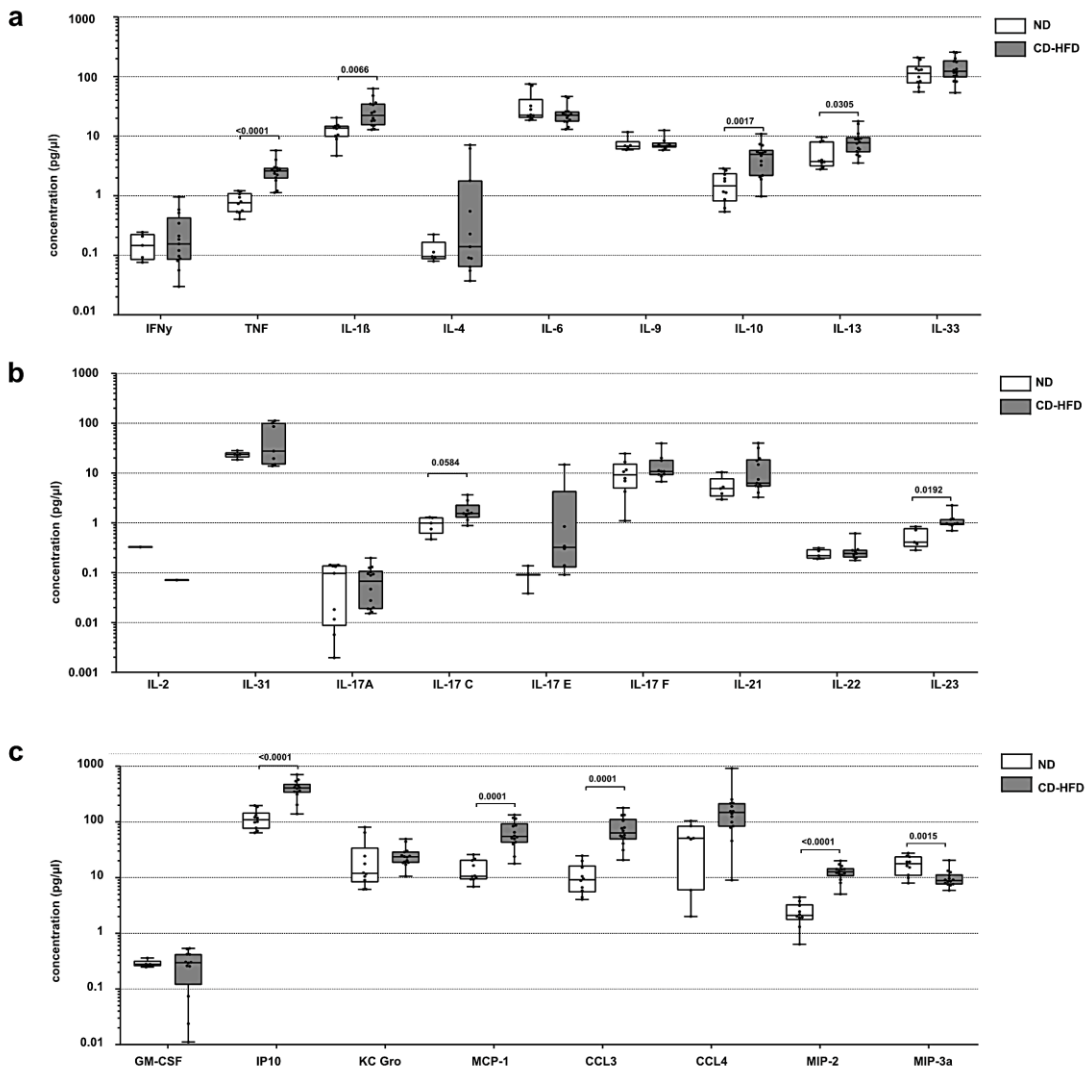 a
1000
100
10
1
0.1
0.01
concentration (pg/µl)
ND
CD-HFD
<0.0001
0.0066
0.0017
0.0305
IFNy TNF IL-1ß IL-4 IL-6 IL-9 IL-10 IL-13 IL-33
b
1000
100
10
1
0.1
0.01
0.001
concentration (pg/µl)
ND
CD-HFD
0.0584
0.0192
IL-2 IL-31 IL-17A IL-17 C IL-17 E IL-17 F IL-21 IL-22 IL-23
c
1000
100
10
1
0.1
0.01
concentration (pg/µl)
ND
CD-HFD
<0.0001
0.0001
0.0001
<0.0001
0.0015
GM-CSF IP10 KC Gro MCP-1 CCL3 CCL4 MIP-2 MIP-3a